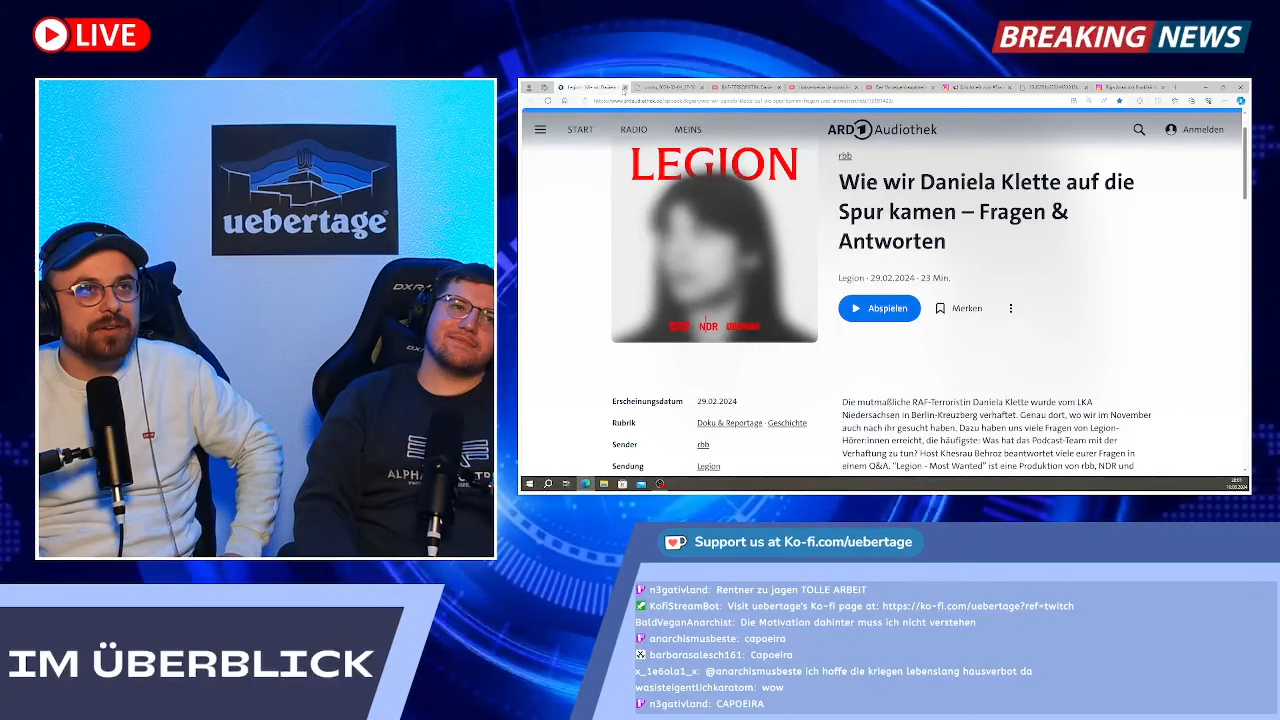 LIVE
BREAKING NEWS
uebertage
ALPHA
START
RADIO
MEINS
ARD Audiothek
Anmelden
LEGION
NDR
rbb
Wie wir Daniela Klette auf die
Spur kamen – Fragen &
Antworten
Legion · 29.02.2024 · 23 Min.
Abspielen
Merken
Erscheinungsdatum 29.02.2024
Rubrik Doku & Reportage · Geschichte
Sender rbb
Sendung Legion
Die mutmaßliche RAF-Terroristin Daniela Klette wurde vom LKA
Niedersachsen in Berlin-Kreuzberg verhaftet. Genau dort, wo wir im November
auch nach ihr gesucht haben. Dazu haben uns viele Fragen von Legion-
Hörer:innen erreicht, die häufigste: Was hat das Podcast-Team mit der
Verhaftung zu tun? Host Khesrau Behroz beantwortet viele eurer Fragen in
einem Q&A. "Legion - Most Wanted" ist eine Produktion von rbb, NDR und
Support us at Ko-fi.com/uebertage
n3gativland: Rentner zu jagen TOLLE ARBEIT
KofiStreamBot: Visit uebertage's Ko-fi page at: https://ko-fi.com/uebertage?ref=twitch
BaldVeganAnarchist: Die Motivation dahinter muss ich nicht verstehen
anarchismusbeste: capoeira
barbarasalesch161: Capoeira
x_1e6ola1_x: @anarchismusbeste ich hoffe die kriegen lebenslang hausverbot da
wasisteigentlichkaratom: wow
n3gativland: CAPOEIRA
IM ÜBERBLICK